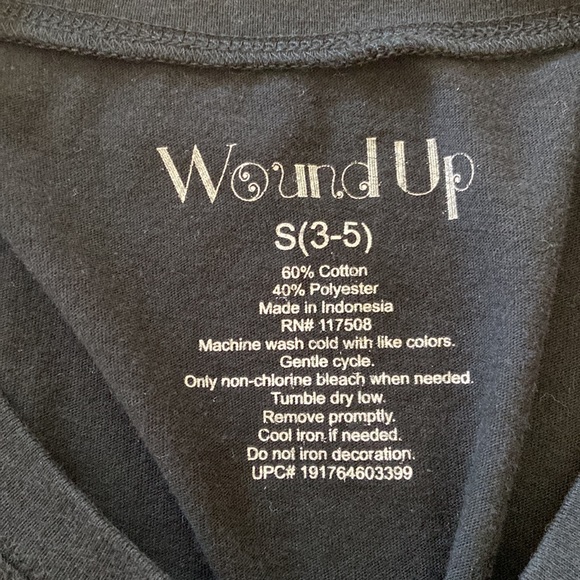 Wound Up
S(3-5)
60% Cotton
40% Polyester
Made in Indonesia
RN# 117508
Machine wash cold with like colors.
Gentle cycle.
Only non-chlorine bleach when needed.
Tumble dry low.
Remove promptly.
Cool iron if needed.
Do not iron decoration.
UPC# 191764603399